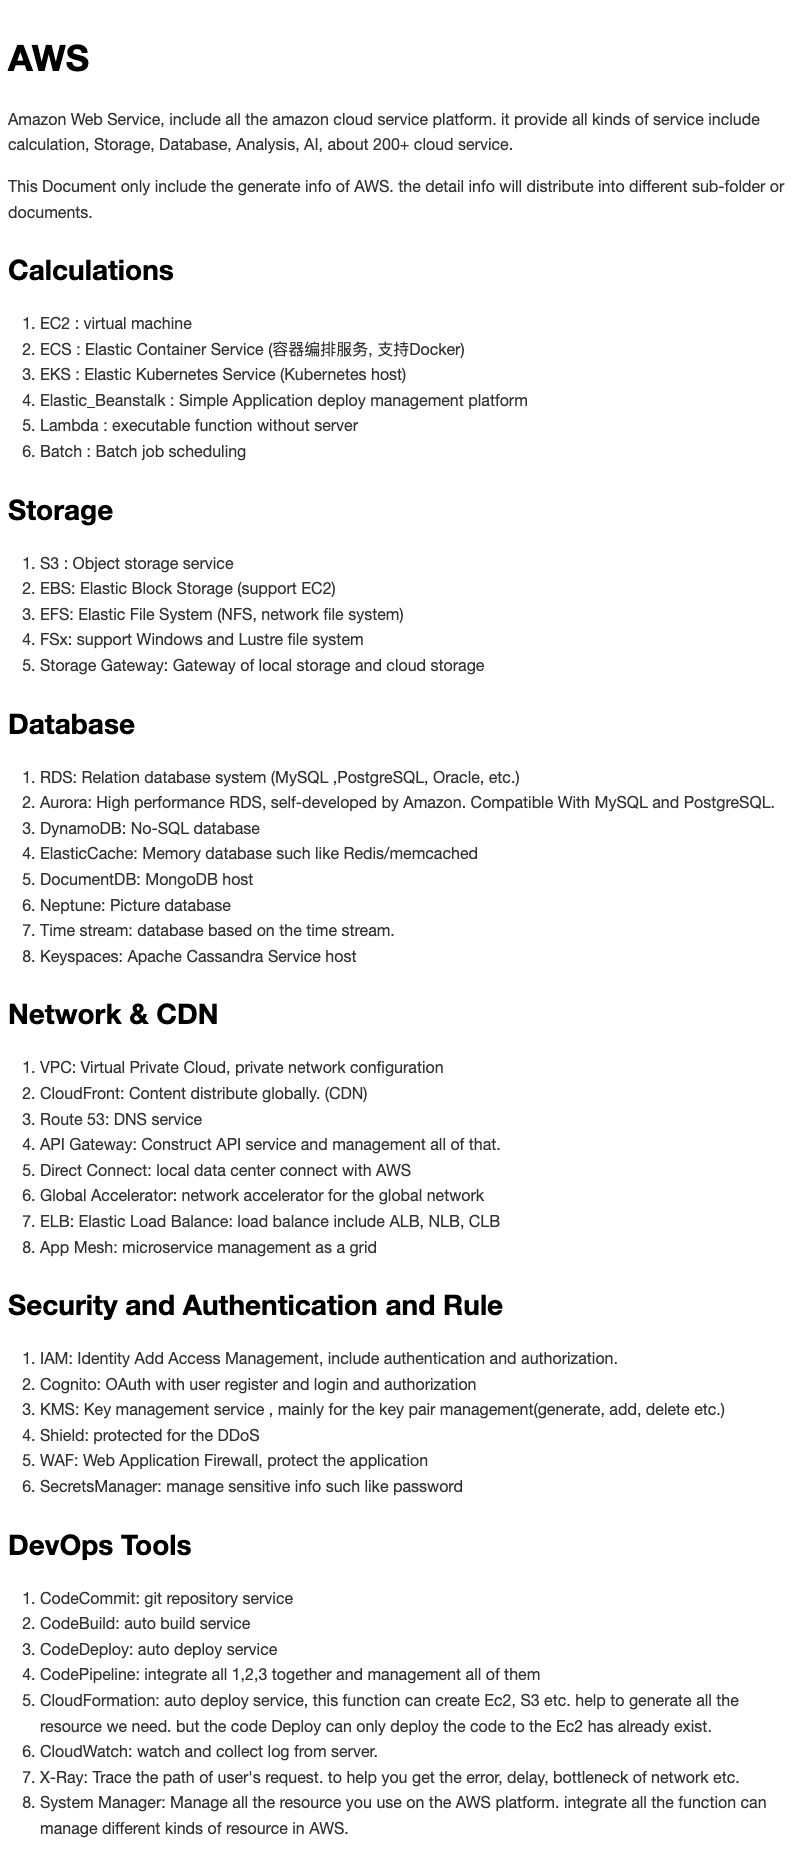 AWS
Amazon Web Service, include all the amazon cloud service platform. it provide all kinds of service include
calculation, Storage, Database, Analysis, AI, about 200+ cloud service.
This Document only include the generate info of AWS. the detail info will distribute into different sub-folder or
documents.
Calculations
1. EC2 : virtual machine
2. ECS : Elastic Container Service (容器编排服务, 支持Docker)
3. EKS : Elastic Kubernetes Service (Kubernetes host)
4. Elastic_Beanstalk : Simple Application deploy management platform
5. Lambda : executable function without server
6. Batch : Batch job scheduling
Storage
1. S3 : Object storage service
2. EBS: Elastic Block Storage (support EC2)
3. EFS: Elastic File System (NFS, network file system)
4. FSx: support Windows and Lustre file system
5. Storage Gateway: Gateway of local storage and cloud storage
Database
1. RDS: Relation database system (MySQL ,PostgreSQL, Oracle, etc.)
2. Aurora: High performance RDS, self-developed by Amazon. Compatible With MySQL and PostgreSQL.
3. DynamoDB: No-SQL database
4. ElasticCache: Memory database such like Redis/memcached
5. DocumentDB: MongoDB host
6. Neptune: Picture database
7. Time stream: database based on the time stream.
8. Keyspaces: Apache Cassandra Service host
Network & CDN
1. VPC: Virtual Private Cloud, private network configuration
2. CloudFront: Content distribute globally. (CDN)
3. Route 53: DNS service
4. API Gateway: Construct API service and management all of that.
5. Direct Connect: local data center connect with AWS
6. Global Accelerator: network accelerator for the global network
7. ELB: Elastic Load Balance: load balance include ALB, NLB, CLB
8. App Mesh: microservice management as a grid
Security and Authentication and Rule
1. IAM: Identity Add Access Management, include authentication and authorization.
2. Cognito: OAuth with user register and login and authorization
3. KMS: Key management service , mainly for the key pair management(generate, add, delete etc.)
4. Shield: protected for the DDoS
5. WAF: Web Application Firewall, protect the application
6. SecretsManager: manage sensitive info such like password
DevOps Tools
1. CodeCommit: git repository service
2. CodeBuild: auto build service
3. CodeDeploy: auto deploy service
4. CodePipeline: integrate all 1,2,3 together and management all of them
5. CloudFormation: auto deploy service, this function can create Ec2, S3 etc. help to generate all the
resource we need. but the code Deploy can only deploy the code to the Ec2 has already exist.
6. CloudWatch: watch and collect log from server.
7. X-Ray: Trace the path of user's request. to help you get the error, delay, bottleneck of network etc.
8. System Manager: Manage all the resource you use on the AWS platform. integrate all the function can
manage different kinds of resource in AWS.